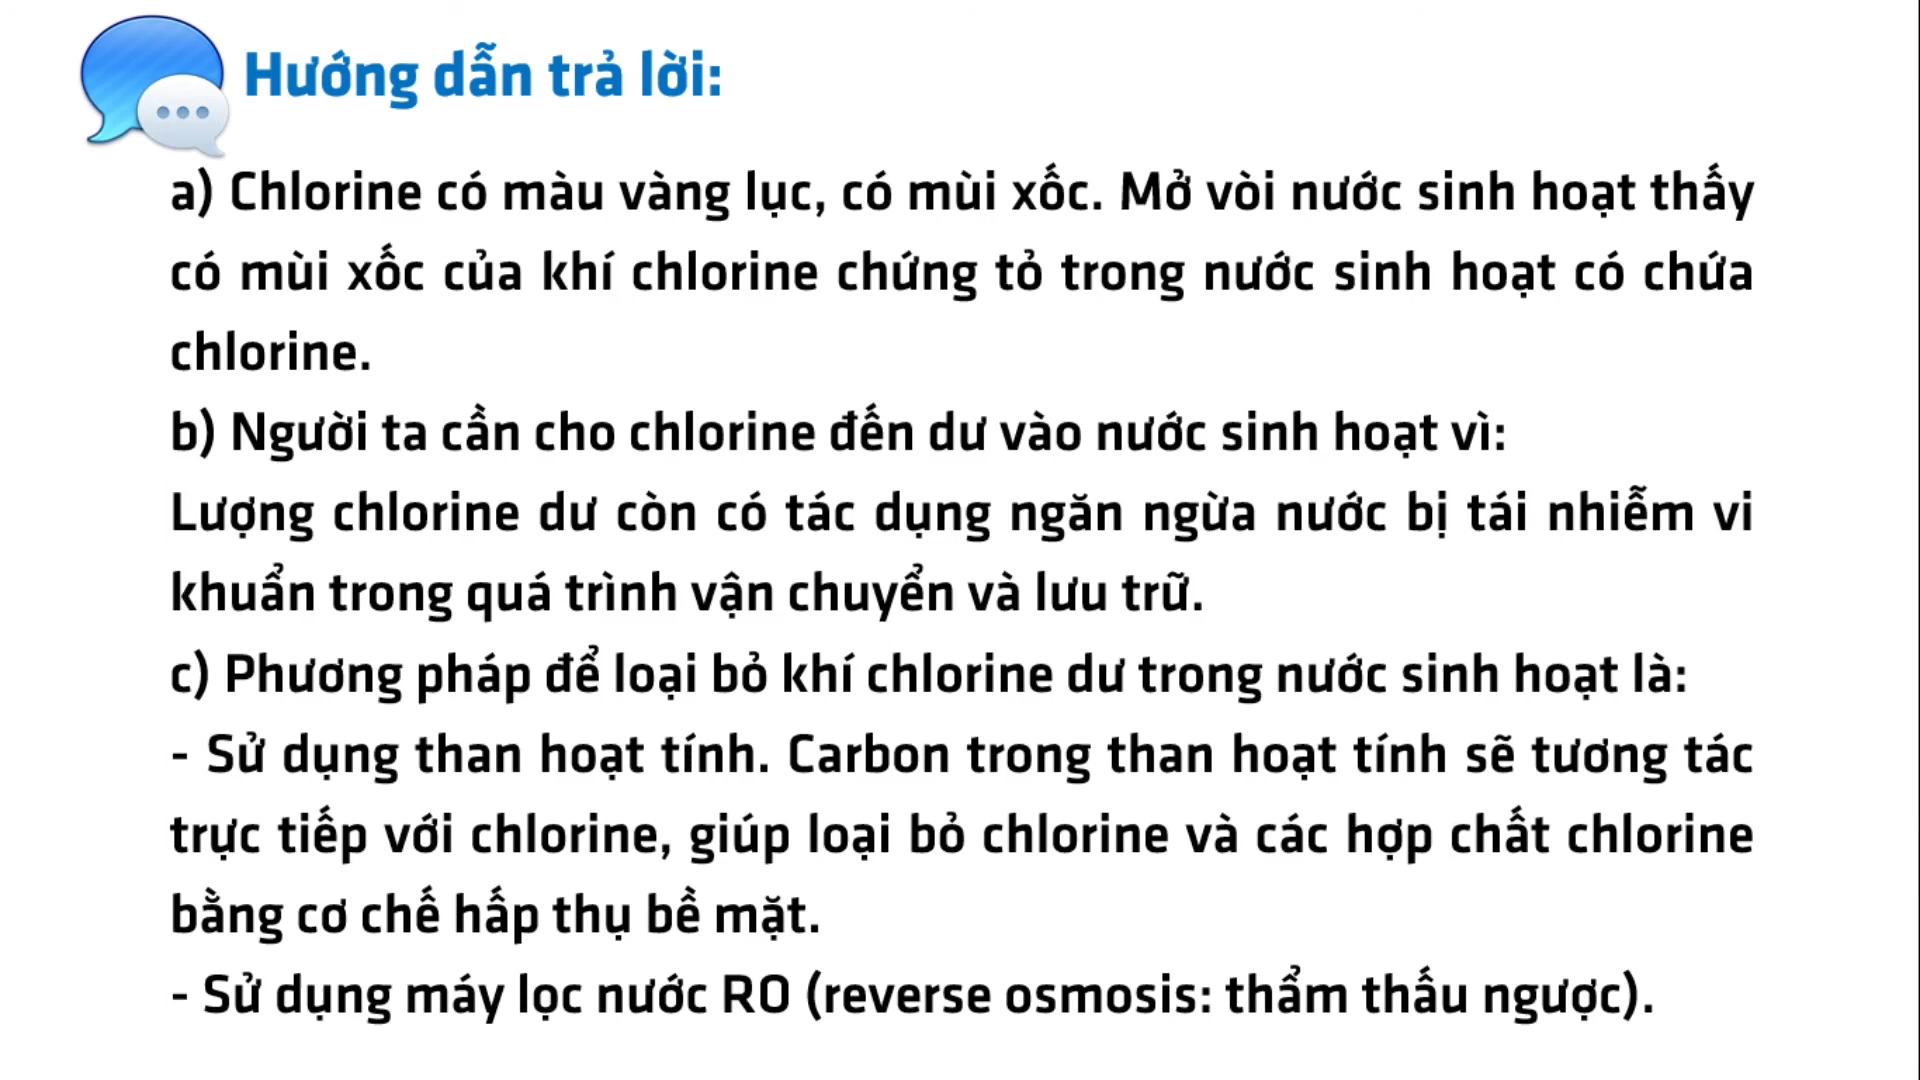 Hướng dẫn trả lời:
a) Chlorine có màu vàng lục, có mùi xốc. Mở vòi nước sinh hoạt thấy
có mùi xốc của khí chlorine chứng tỏ trong nước sinh hoạt có chứa
chlorine.
b) Người ta cần cho chlorine đến dư vào nước sinh hoạt vì:
Lượng chlorine dư còn có tác dụng ngăn ngừa nước bị tái nhiễm vi
khuẩn trong quá trình vận chuyển và lưu trữ.
c) Phương pháp để loại bỏ khí chlorine dư trong nước sinh hoạt là:
- Sử dụng than hoạt tính. Carbon trong than hoạt tính sẽ tương tác
trực tiếp với chlorine, giúp loại bỏ chlorine và các hợp chất chlorine
bằng cơ chế hấp thụ bề mặt.
- Sử dụng máy lọc nước RO (reverse osmosis: thẩm thấu ngược).